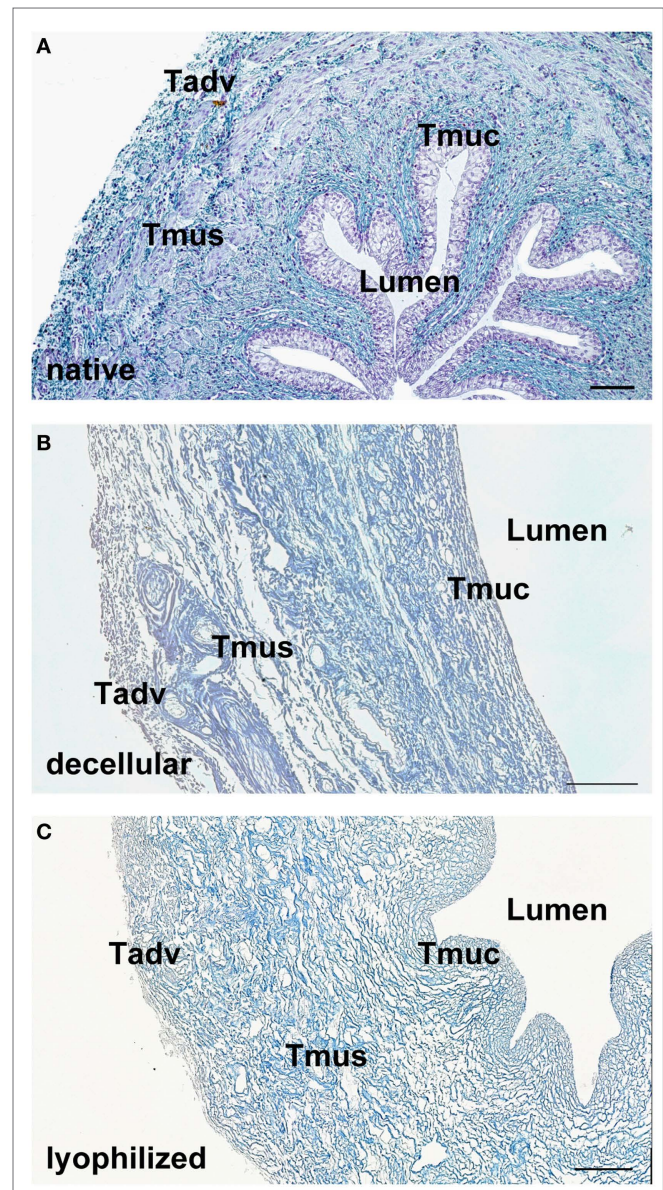 A
Tadv
Tmuc
Tmus
Lumen
native
B
Lumen
Tmuc
Tmus
Tadv
decellular
C
Lumen
Tadv
Tmuc
Tmus
lyophilized